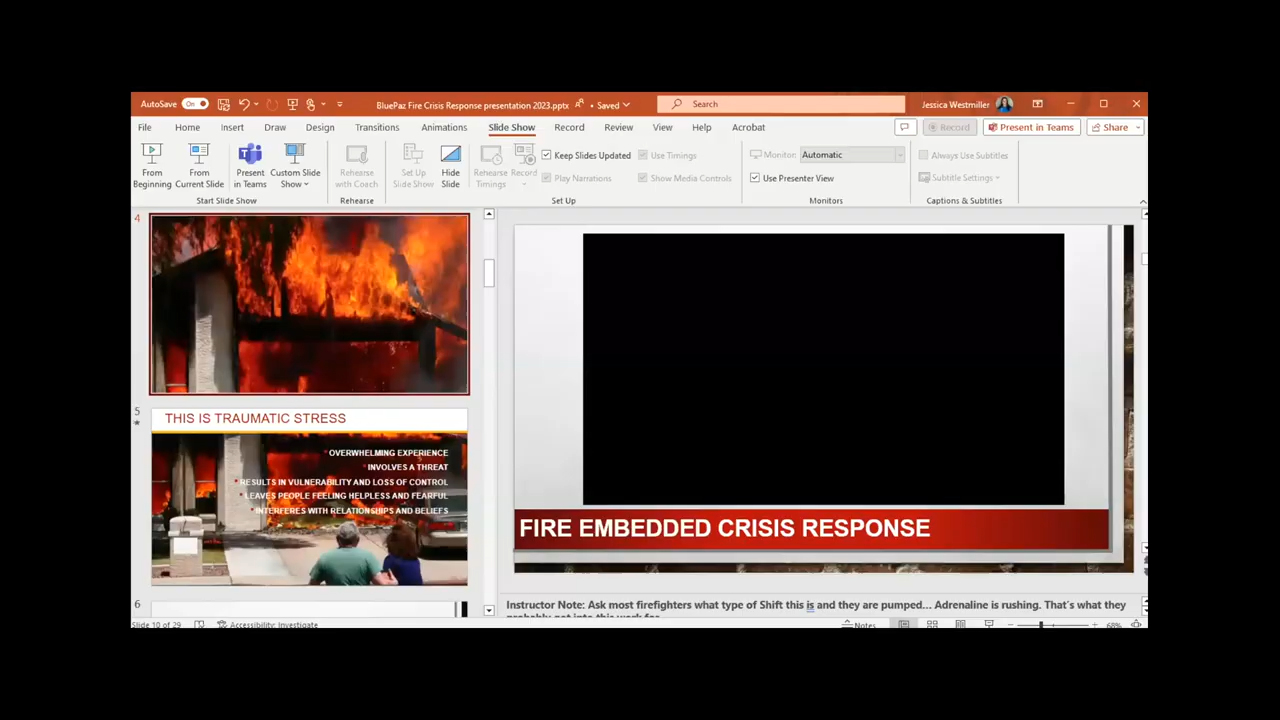 AutoSave On BluePaz Fire Crisis Response presentation 2023.pptx • Saved Search Jessica Westmiller
File Home Insert Draw Design Transitions Animations Slide Show Record Review View Help Acrobat Record Present in Teams Share
From Beginning
From Current Slide
Present in Teams
Custom Slide Show
Rehearse with Coach
Set Up Slide Show
Hide Slide
Rehearse Timings
Record
Keep Slides Updated
Play Narrations
Use Timings
Show Media Controls
Monitor: Automatic
Use Presenter View
Always Use Subtitles
Subtitle Settings
Start Slide Show Rehearse Set Up Monitors Captions & Subtitles
4
5
THIS IS TRAUMATIC STRESS
OVERWHELMING EXPERIENCE
INVOLVES A THREAT
RESULTS IN VULNERABILITY AND LOSS OF CONTROL
LEAVES PEOPLE FEELING HELPLESS AND FEARFUL
INTERFERES WITH RELATIONSHIPS AND BELIEFS
6
FIRE EMBEDDED CRISIS RESPONSE
Instructor Note: Ask most firefighters what type of Shift this is and they are pumped... Adrenaline is rushing. That's what they
probably got into this work for
Slide 10 of 29 Accessibility: Investigate Notes 68%